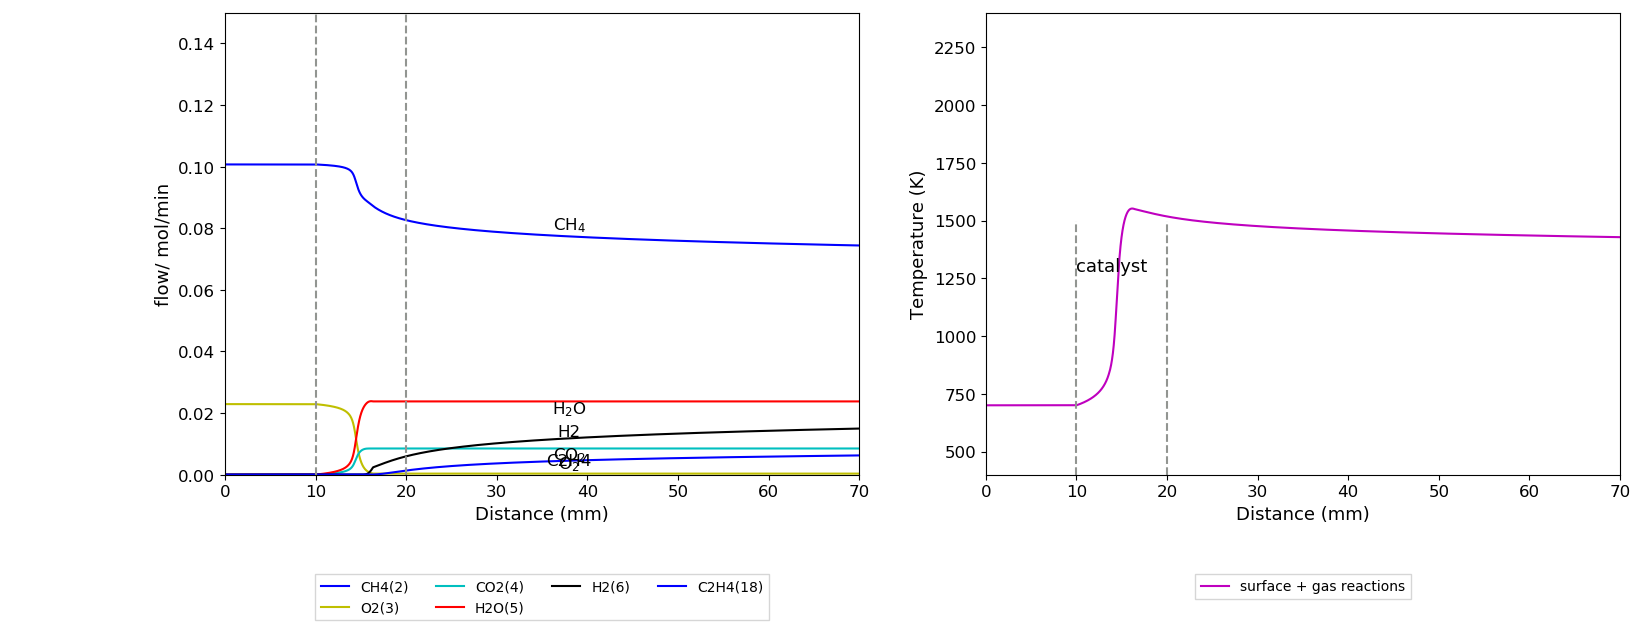 0.14
0.12
0.10
0.08
0.06
0.04
0.02
0.00
flow/ mol/min
CH₄
H₂O
H2
CO₂
C2H4
O₂
0 10 20 30 40 50 60 70
Distance (mm)
CH4(2) CO2(4) H2(6) C2H4(18)
O2(3) H2O(5)
2250
2000
1750
1500
1250
1000
750
500
Temperature (K)
catalyst
0 10 20 30 40 50 60 70
Distance (mm)
surface + gas reactions